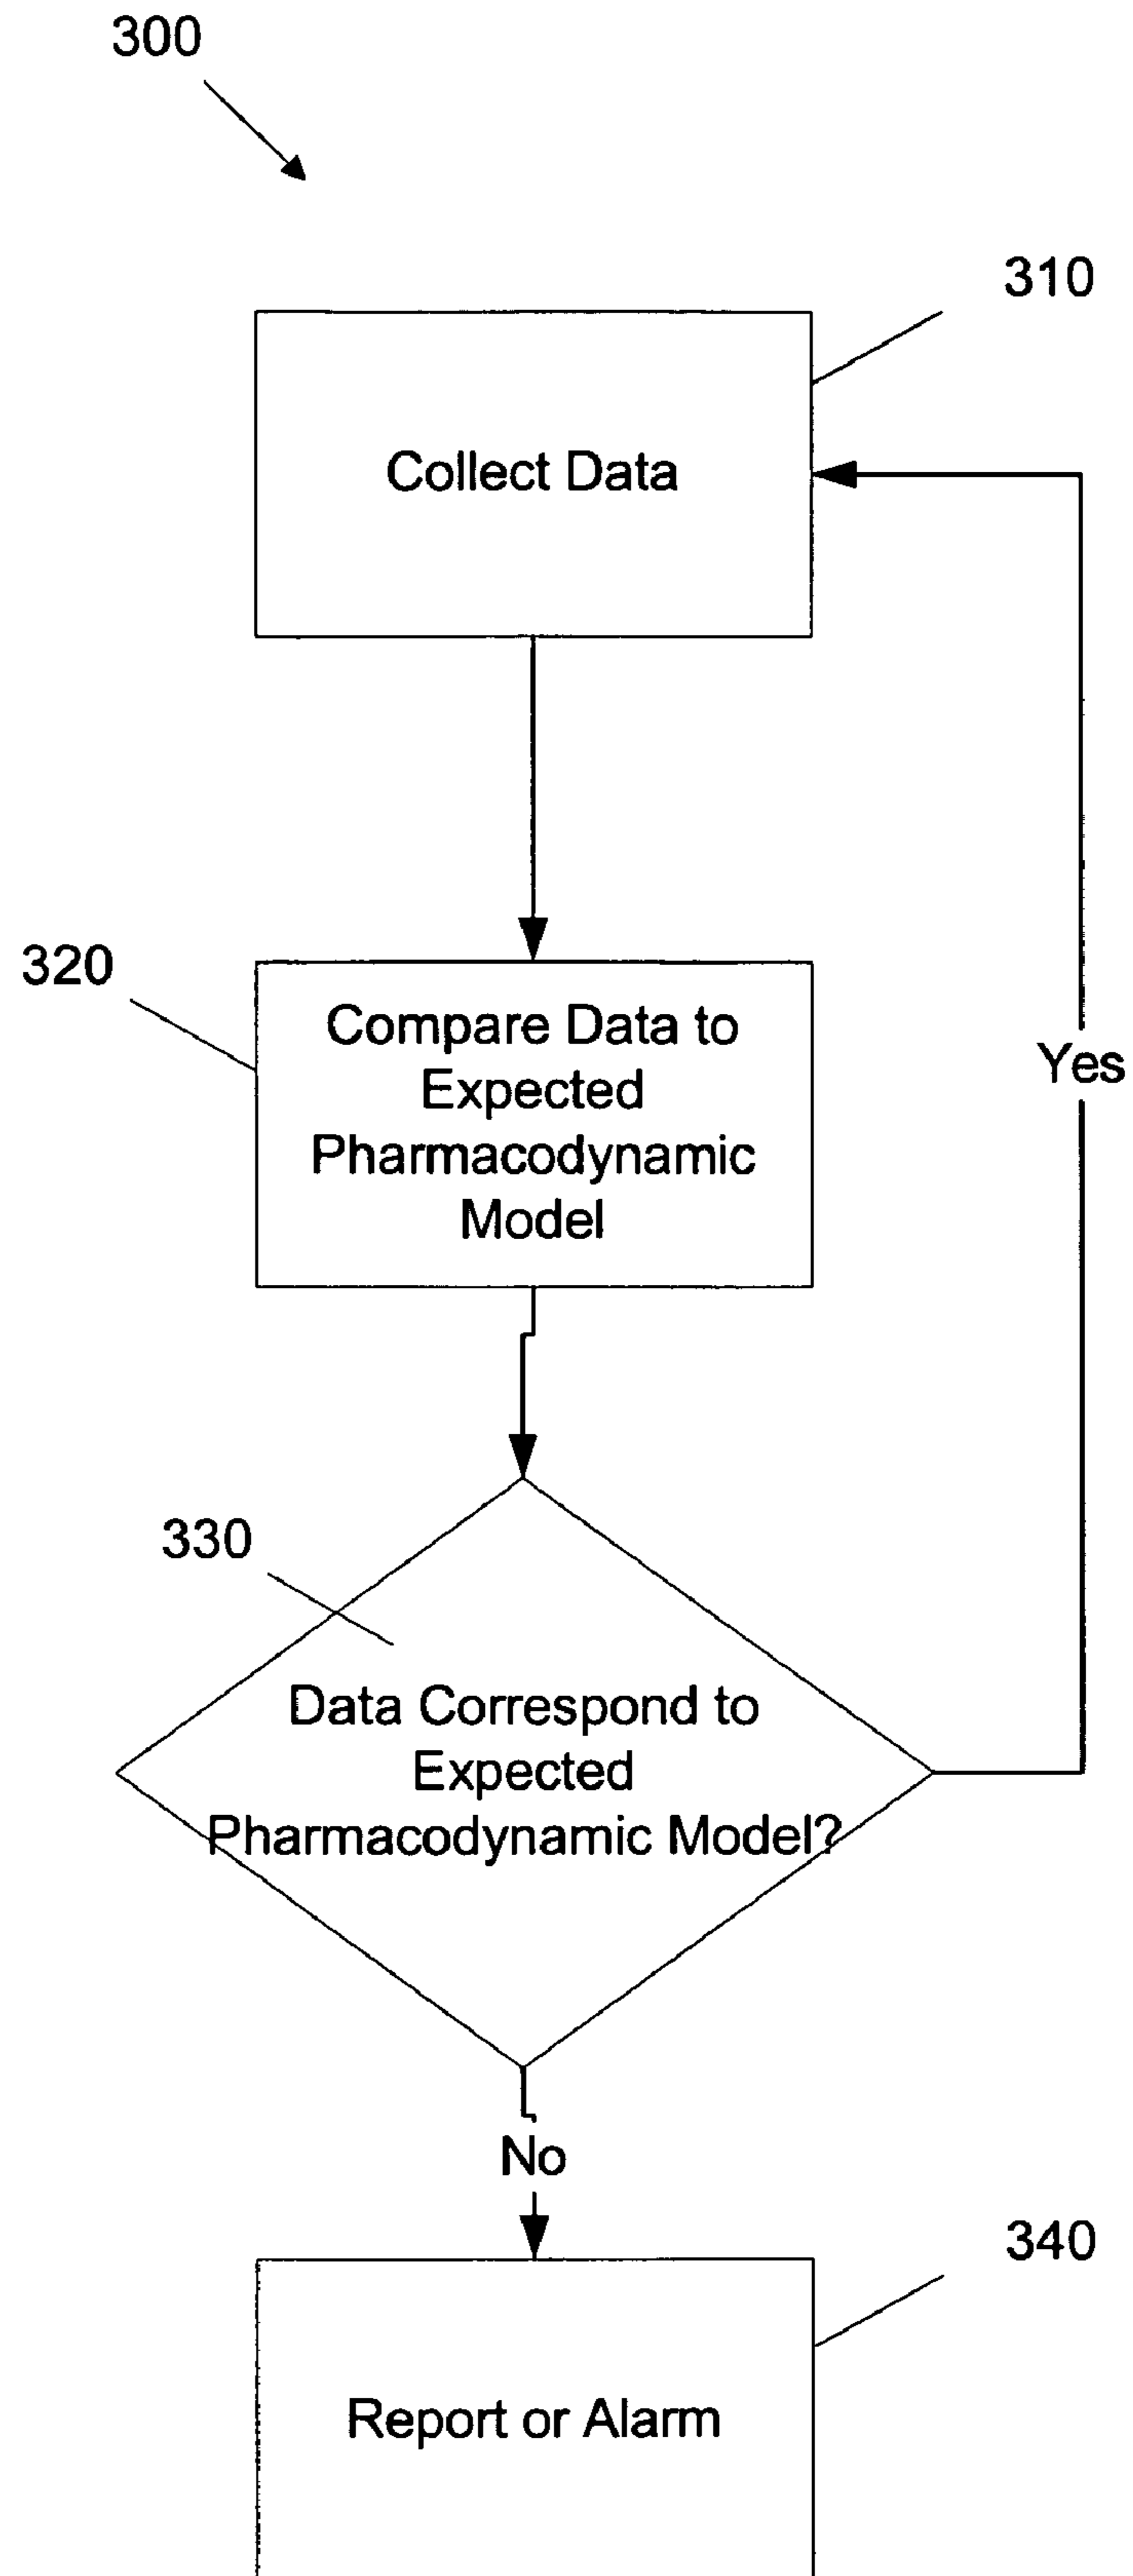 300
310
Collect Data
320
Compare Data to
Expected
Pharmacodynamic
Model
Yes
330
Data Correspond to
Expected
Pharmacodynamic Model?
No
340
Report or Alarm